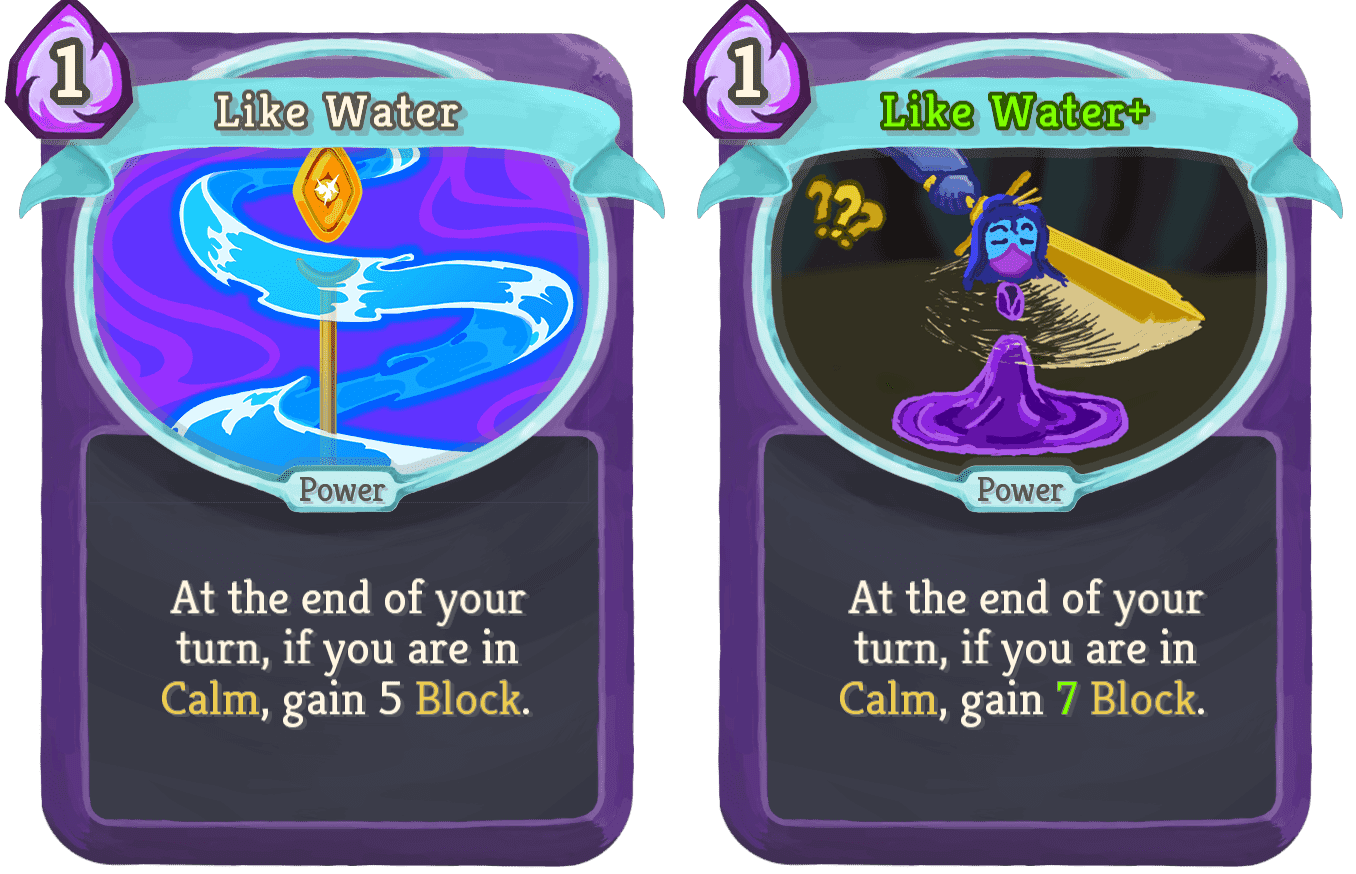 1
Like Water
Power
At the end of your
turn, if you are in
Calm, gain 5 Block.
1
Like Water+
???
Power
At the end of your
turn, if you are in
Calm, gain 7 Block.